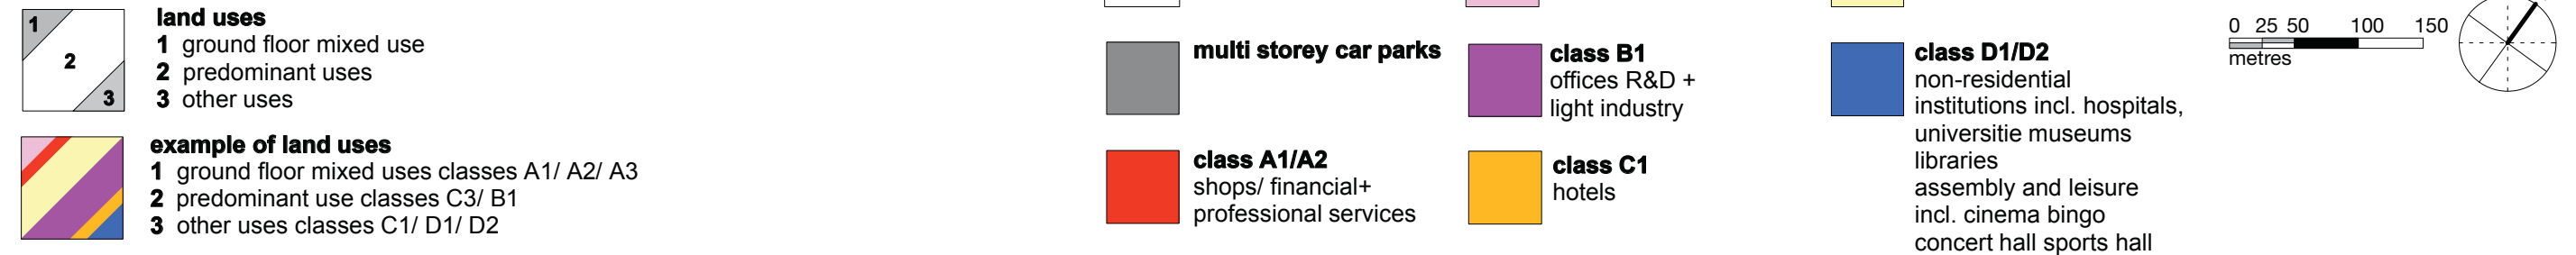 1
2
3
land uses
1 ground floor mixed use
2 predominant uses
3 other uses
example of land uses
1 ground floor mixed uses classes A1/ A2/ A3
2 predominant use classes C3/ B1
3 other uses classes C1/ D1/ D2
multi storey car parks
class A1/A2
shops/ financial+
professional services
class B1
offices R&D +
light industry
class C1
hotels
class D1/D2
non-residential
institutions incl. hospitals,
universitie museums
libraries
assembly and leisure
incl. cinema bingo
concert hall sports hall
0 25 50 100 150
metres